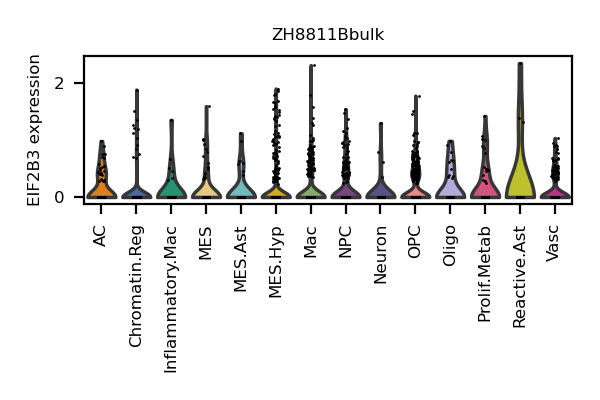 ZH8811Bbulk
EIF2B3 expression
2
0
AC
Chromatin.Reg
Inflammatory.Mac
MES
MES.Ast
MES.Hyp
Mac
NPC
Neuron
OPC
Oligo
Prolif.Metab
Reactive.Ast
Vasc